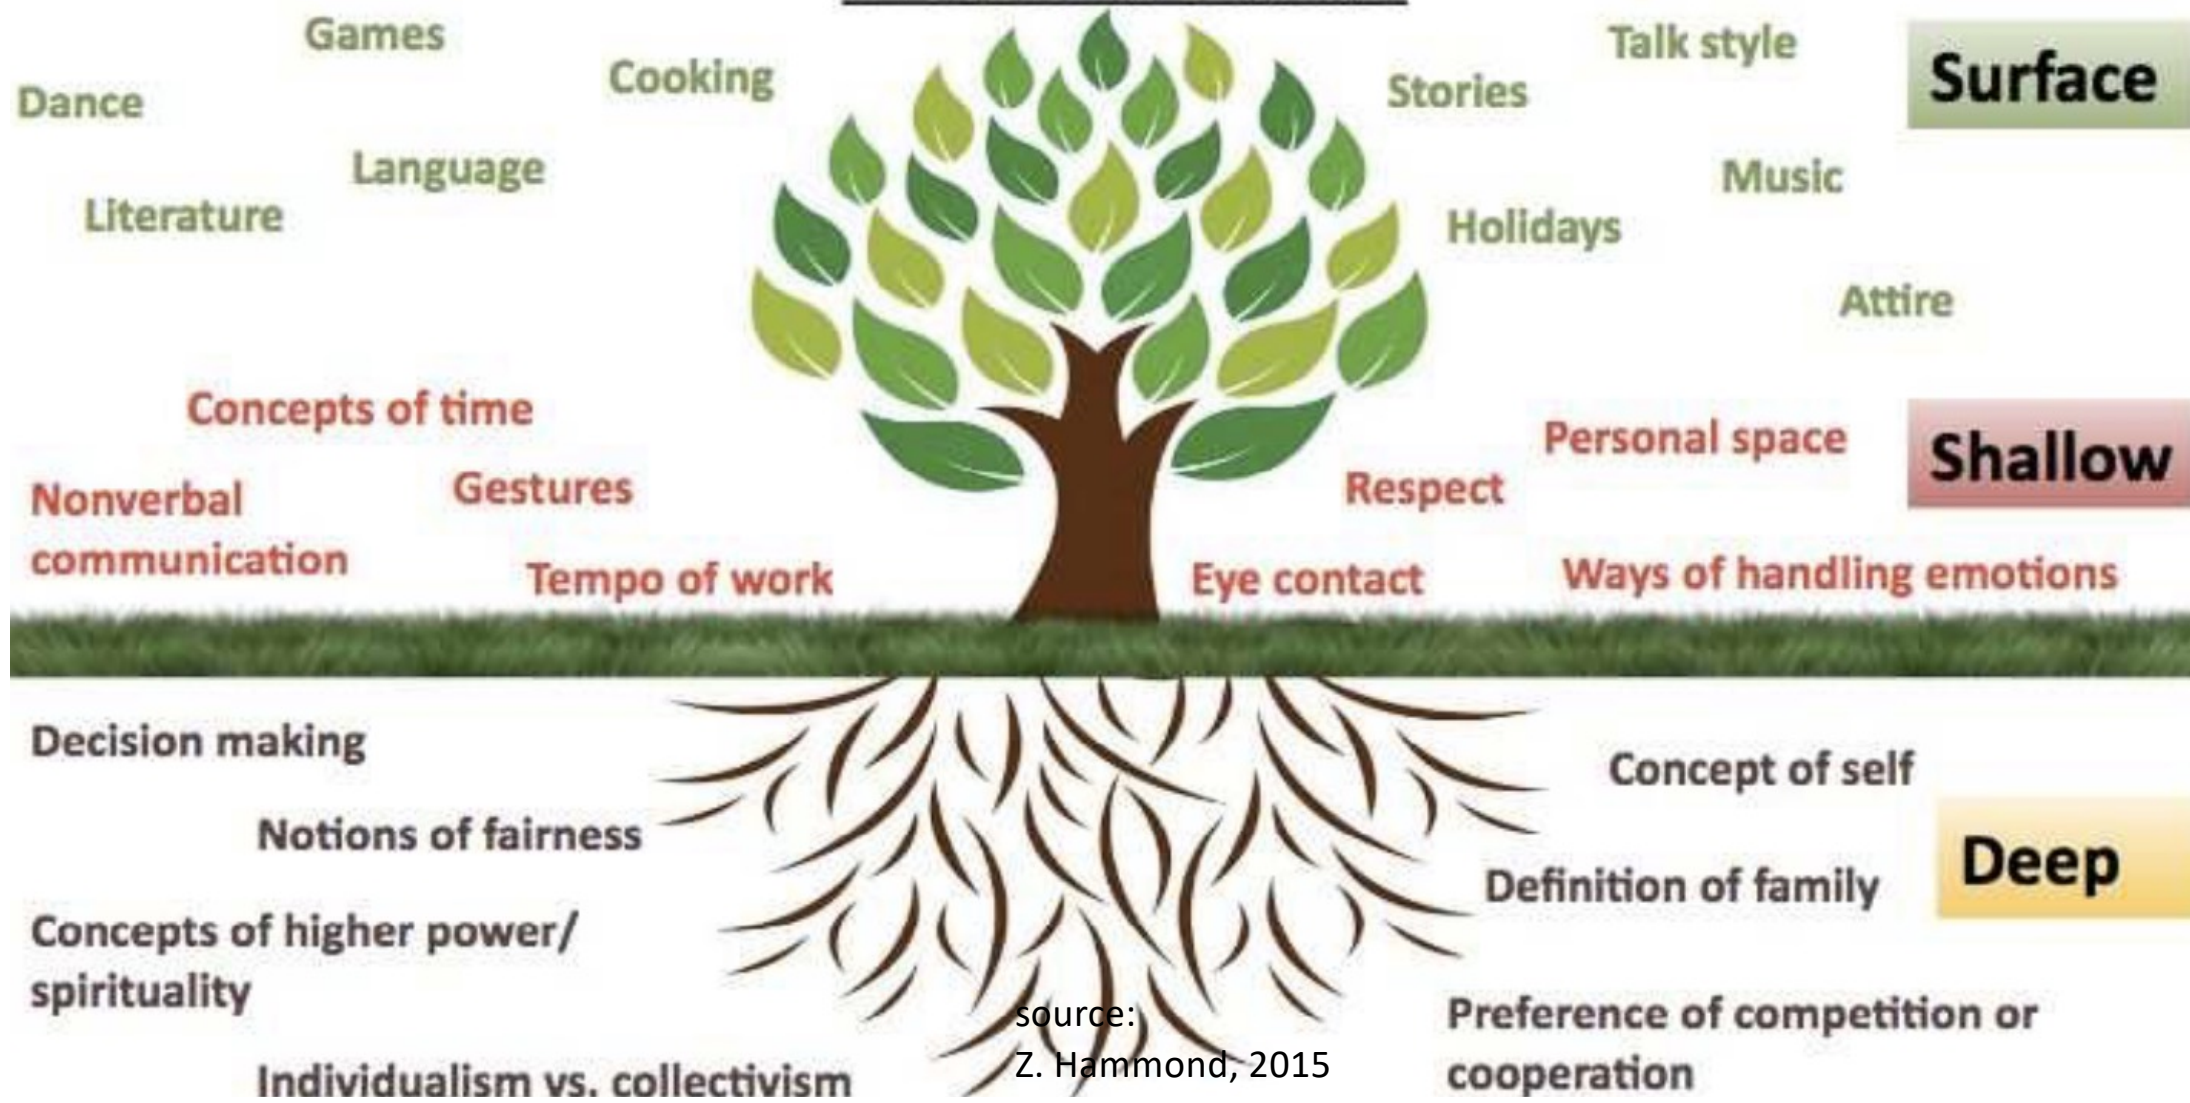 Games
Talk style
Surface
Cooking
Stories
Dance
Language
Music
Literature
Holidays
Attire
Concepts of time
Personal space
Shallow
Nonverbal
communication
Gestures
Respect
Tempo of work
Eye contact
Ways of handling emotions
Decision making
Concept of self
Notions of fairness
Deep
Definition of family
Concepts of higher power/
spirituality
source:
Z. Hammond, 2015
Preference of competition or
cooperation
Individualism vs. collectivism